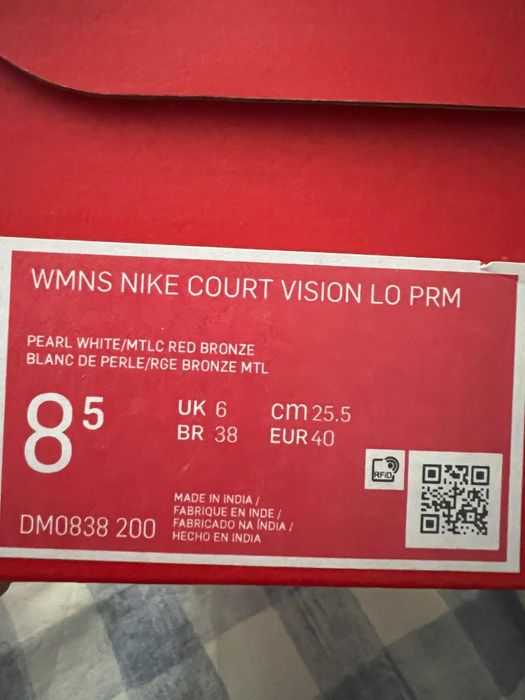 WMNS NIKE COURT VISION LO PRM
PEARL WHITE/MTLC RED BRONZE
BLANC DE PERLE/RGE BRONZE MTL
8 5
UK 6 cm 25.5
BR 38 EUR 40
RFID
MADE IN INDIA /
FABRIQUE EN INDE /
FABRICADO NA ÍNDIA /
HECHO EN INDIA
DM0838 200